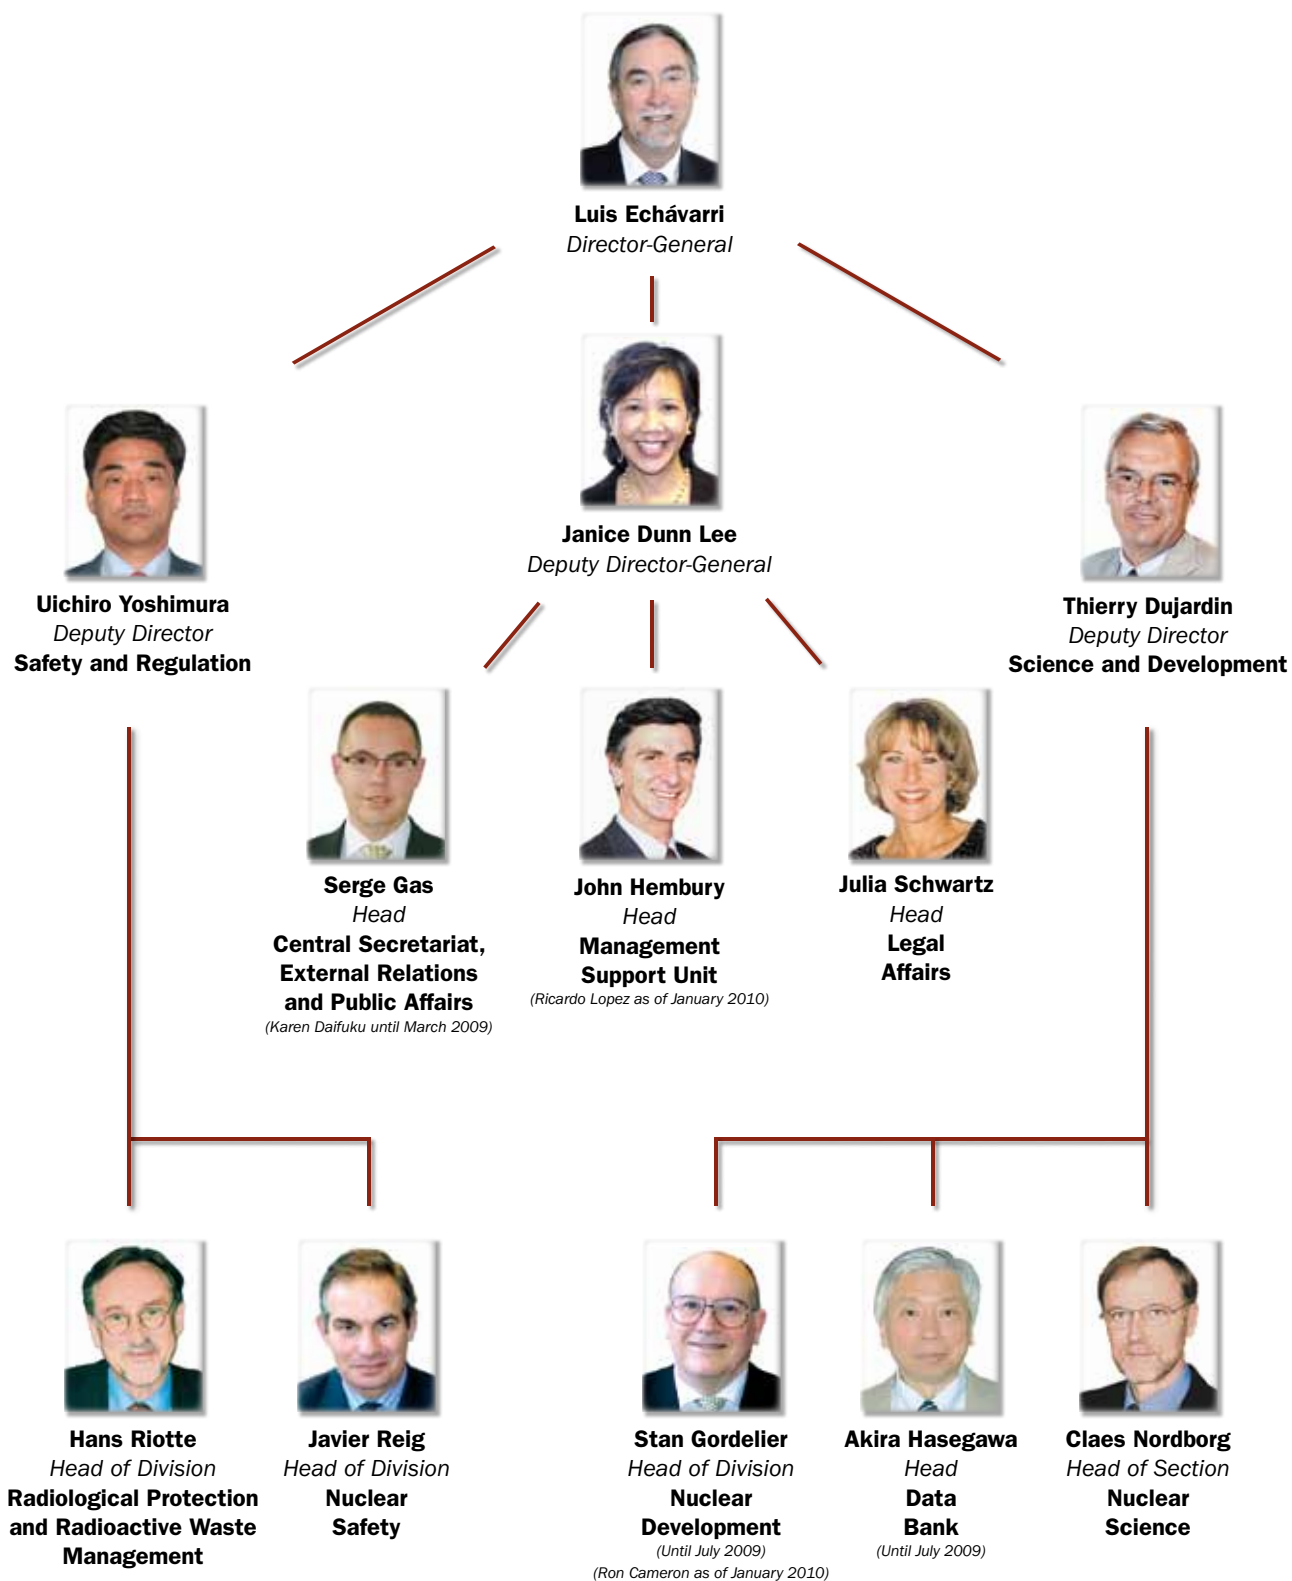 Luis Echávarri
Director-General
Janice Dunn Lee
Deputy Director-General
Uichiro Yoshimura
Deputy Director
Safety and Regulation
Thierry Dujardin
Deputy Director
Science and Development
Serge Gas
Head
Central Secretariat,
External Relations
and Public Affairs
(Karen Daifuku until March 2009)
John Hembury
Head
Management
Support Unit
(Ricardo Lopez as of January 2010)
Julia Schwartz
Head
Legal
Affairs
Hans Riotte
Head of Division
Radiological Protection
and Radioactive Waste
Management
Javier Reig
Head of Division
Nuclear
Safety
Stan Gordelier
Head of Division
Nuclear
Development
(Until July 2009)
(Ron Cameron as of January 2010)
Akira Hasegawa
Head
Data
Bank
(Until July 2009)
Claes Nordborg
Head of Section
Nuclear
Science